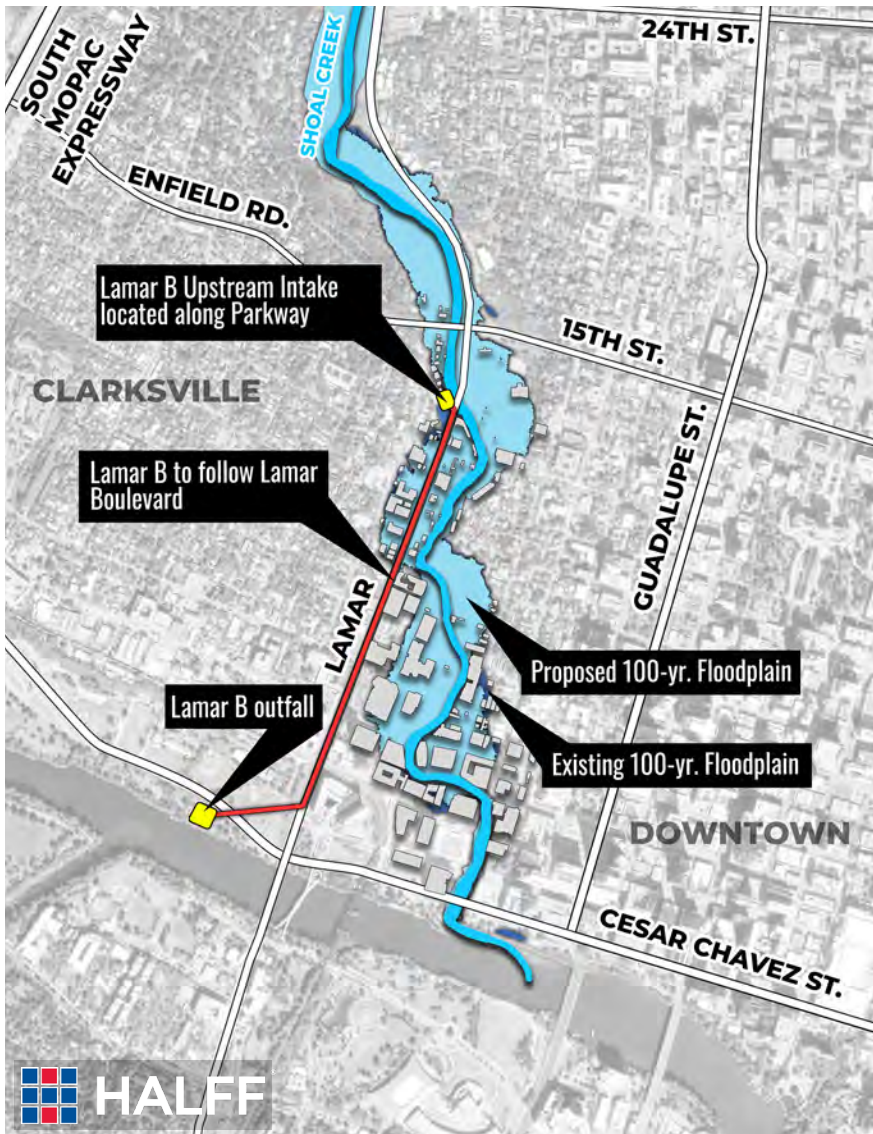 24TH ST.
SOUTH
MOPAC
EXPRESSWAY
SHOAL CREEK
ENFIELD RD.
Lamar B Upstream Intake
located along Parkway
15TH ST.
CLARKSVILLE
GUADALUPE ST.
Lamar B to follow Lamar
Boulevard
LAMAR
Proposed 100-yr. Floodplain
Lamar B outfall
Existing 100-yr. Floodplain
DOWNTOWN
CESAR CHAVEZ ST.
HALFF